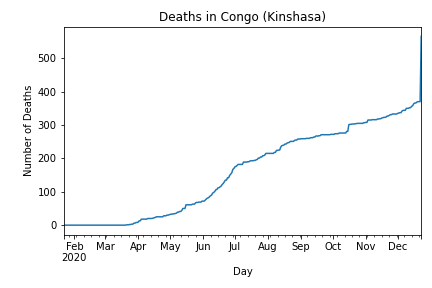 Deaths in Congo (Kinshasa)
Number of Deaths
500
400
300
200
100
0
Feb Mar Apr May Jun Jul Aug Sep Oct Nov Dec
2020
Day